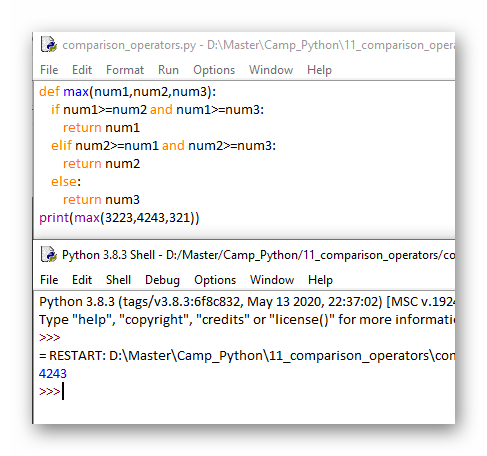 comparison_operators.py - D:\Master\Camp_Python\11_comparison_opera
File Edit Format Run Options Window Help
def max(num1,num2,num3):
    if num1>=num2 and num1>=num3:
        return num1
    elif num2>=num1 and num2>=num3:
        return num2
    else:
        return num3
print(max(3223,4243,321))
Python 3.8.3 Shell - D:/Master/Camp_Python/11_comparison_operators/co
File Edit Shell Debug Options Window Help
Python 3.8.3 (tags/v3.8.3:6f8c832, May 13 2020, 22:37:02) [MSC v.192
Type "help", "copyright", "credits" or "license()" for more informatio
>>>
= RESTART: D:\Master\Camp_Python\11_comparison_operators\com
4243
>>>